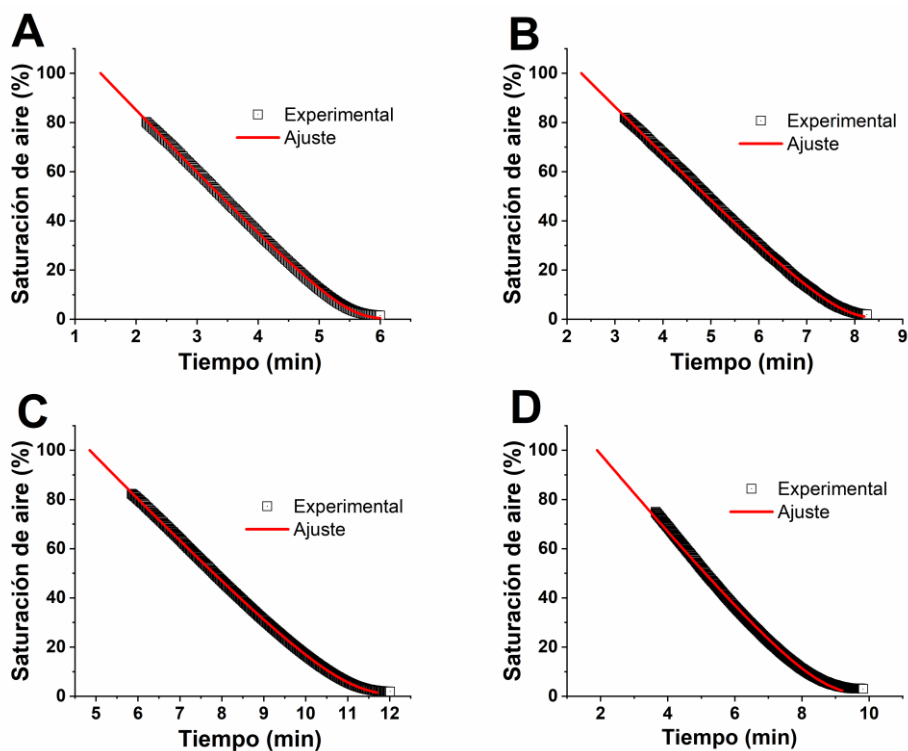 A
Saturación de aire (%)
100
80
60
40
20
0
Experimental
Ajuste
1 2 3 4 5 6
Tiempo (min)
B
Saturación de aire (%)
100
80
60
40
20
0
Experimental
Ajuste
2 3 4 5 6 7 8 9
Tiempo (min)
C
Saturación de aire (%)
100
80
60
40
20
0
Experimental
Ajuste
5 6 7 8 9 10 11 12
Tiempo (min)
D
Saturación de aire (%)
100
80
60
40
20
0
Experimental
Ajuste
2 4 6 8 10
Tiempo (min)